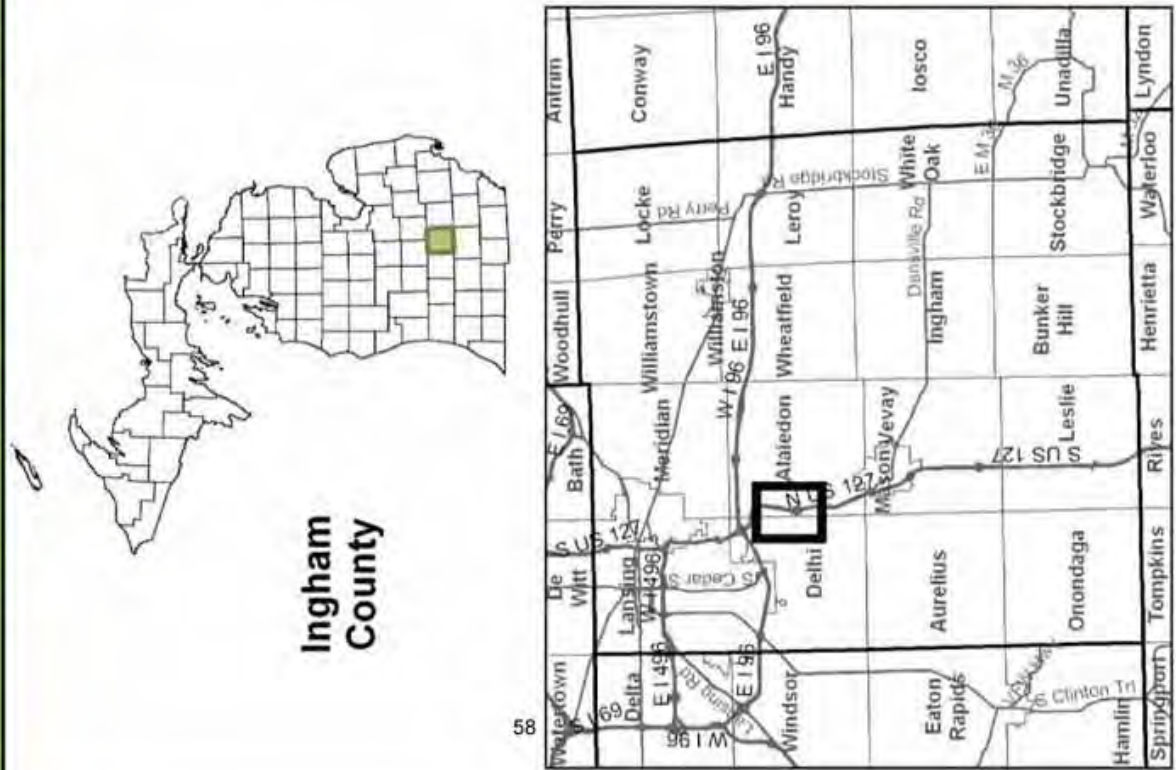 Ingham
County
58
Watertown
De
Witt
Bath
Woodhull
Perry
Antrim
S I 69
E I 69
S US 127
Delta
Lansing
Meridian
Williamstown
Locke
Conway
E I 496
W I 496
Lansing Rd
S Cedar S
Williamston
Perry Rd
W I 96
E I 96
W I 96
E I 96
E I 96
Windsor
Delhi
Alaiedon
Wheatfield
Leroy
Handy
N US 127
Stockbridge Rd
Mason
Vevay
Dansville Rd
Eaton
Rapids
Aurelius
Ingham
White
Oak
Iosco
E M 36
M 36
S Clinton Trl
S US 127
Hamlin
Onondaga
Leslie
Bunker
Hill
Stockbridge
Unadilla
Springport
Tompkins
Rives
Henrietta
Waterloo
Lyndon